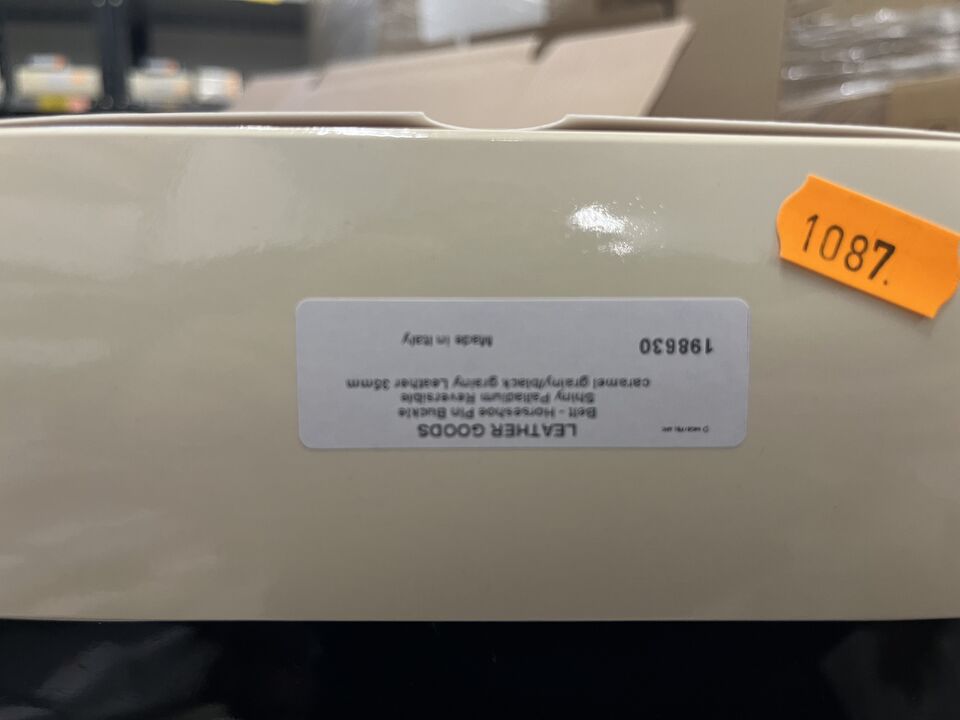 1087.
LEATHER GOODS
Belt - Horseshoe Pin Buckle
Shiny Palladium Reversible
caramel grainy/black grainy Leather 35mm
198630
Made in Italy